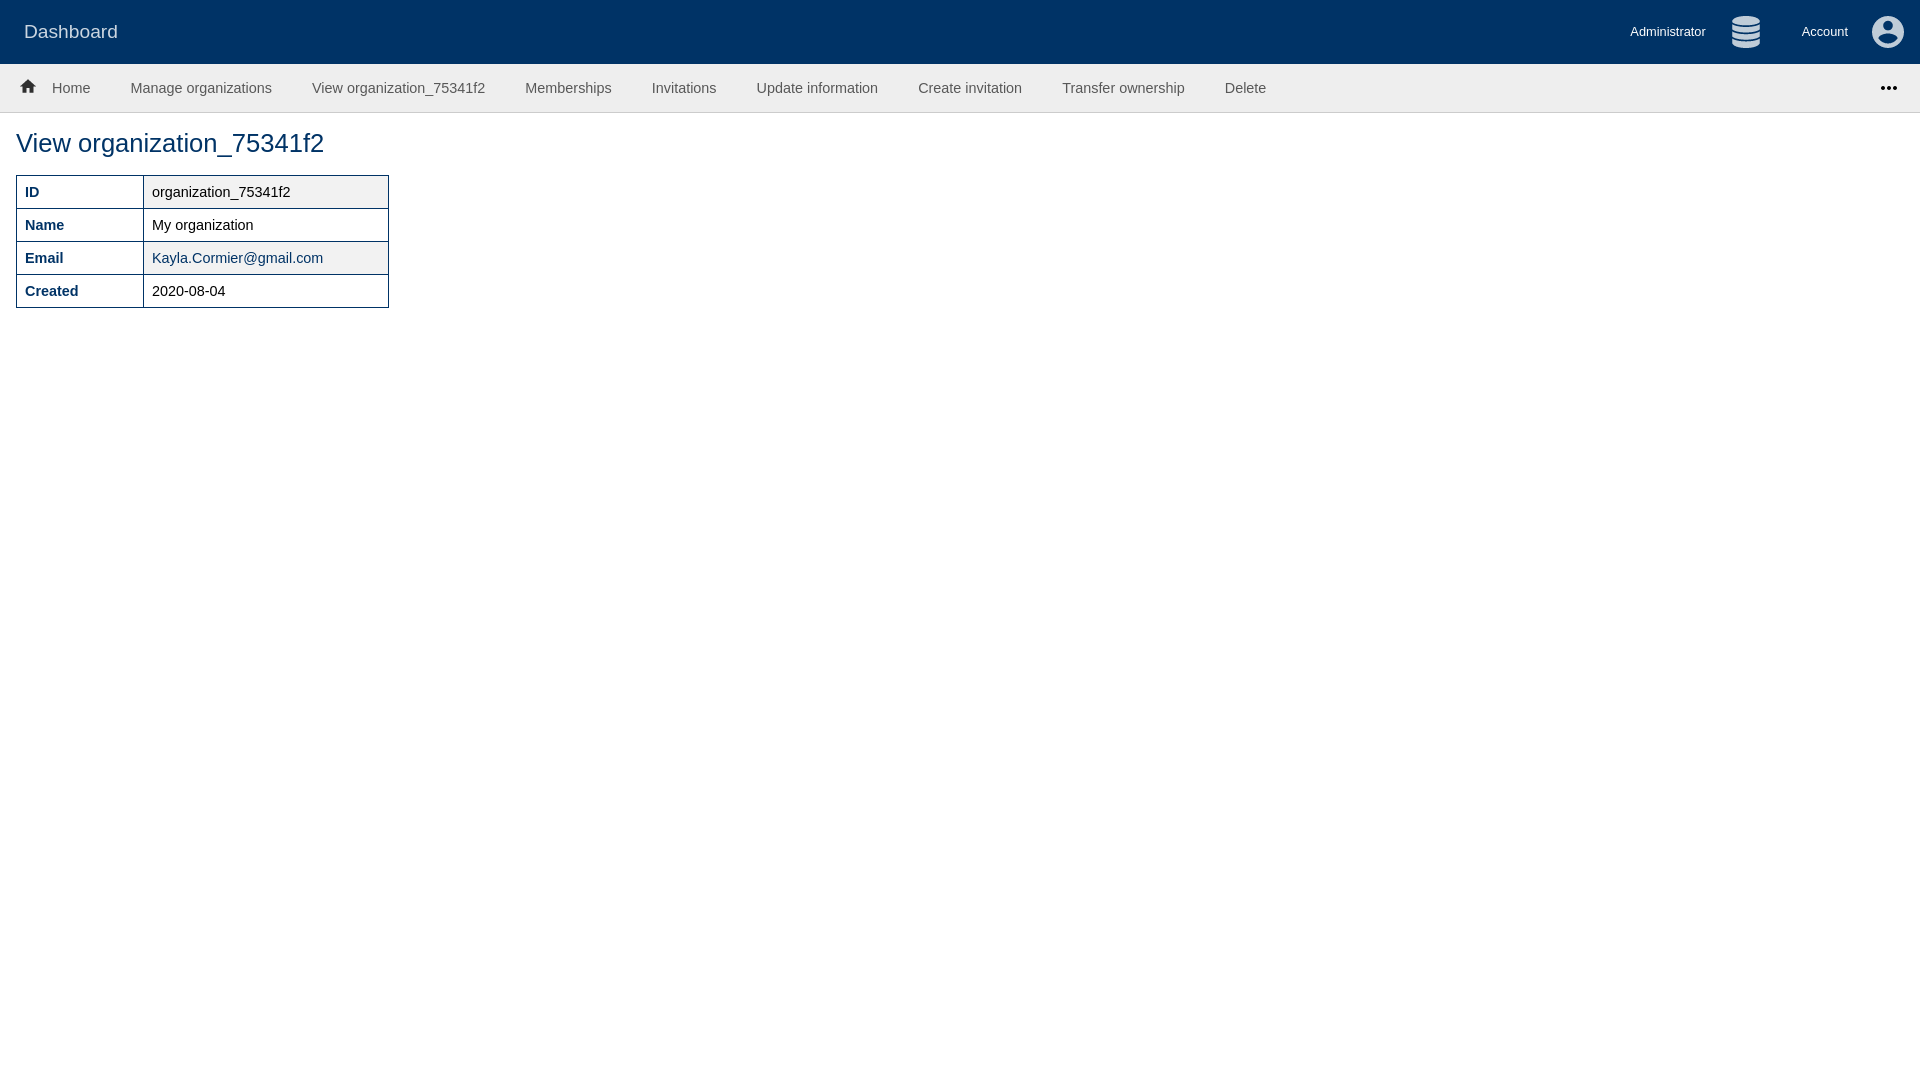 Dashboard
Administrator
Account
Home
Manage organizations
View organization_75341f2
Memberships
Invitations
Update information
Create invitation
Transfer ownership
Delete
View organization_75341f2
ID organization_75341f2
Name My organization
Email Kayla.Cormier@gmail.com
Created 2020-08-04